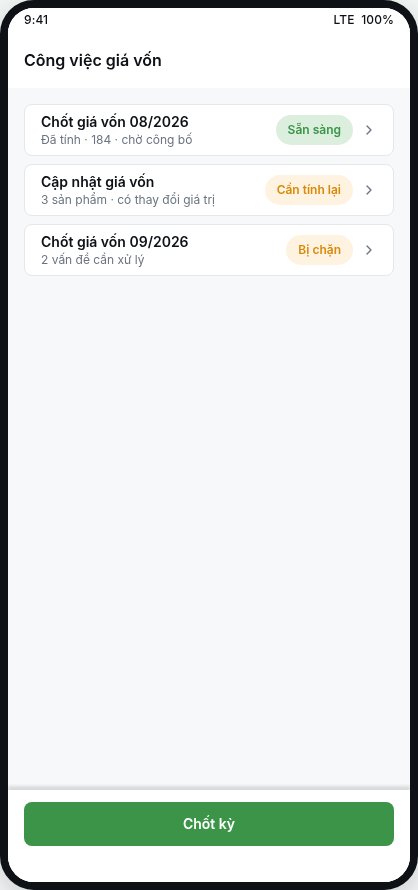 9:41
LTE 100%
Công việc giá vốn
Chốt giá vốn 08/2026
Đã tính · 184 · chờ công bố
Sẵn sàng
Cập nhật giá vốn
3 sản phẩm · có thay đổi giá trị
Cần tính lại
Chốt giá vốn 09/2026
2 vấn đề cần xử lý
Bị chặn
Chốt kỳ